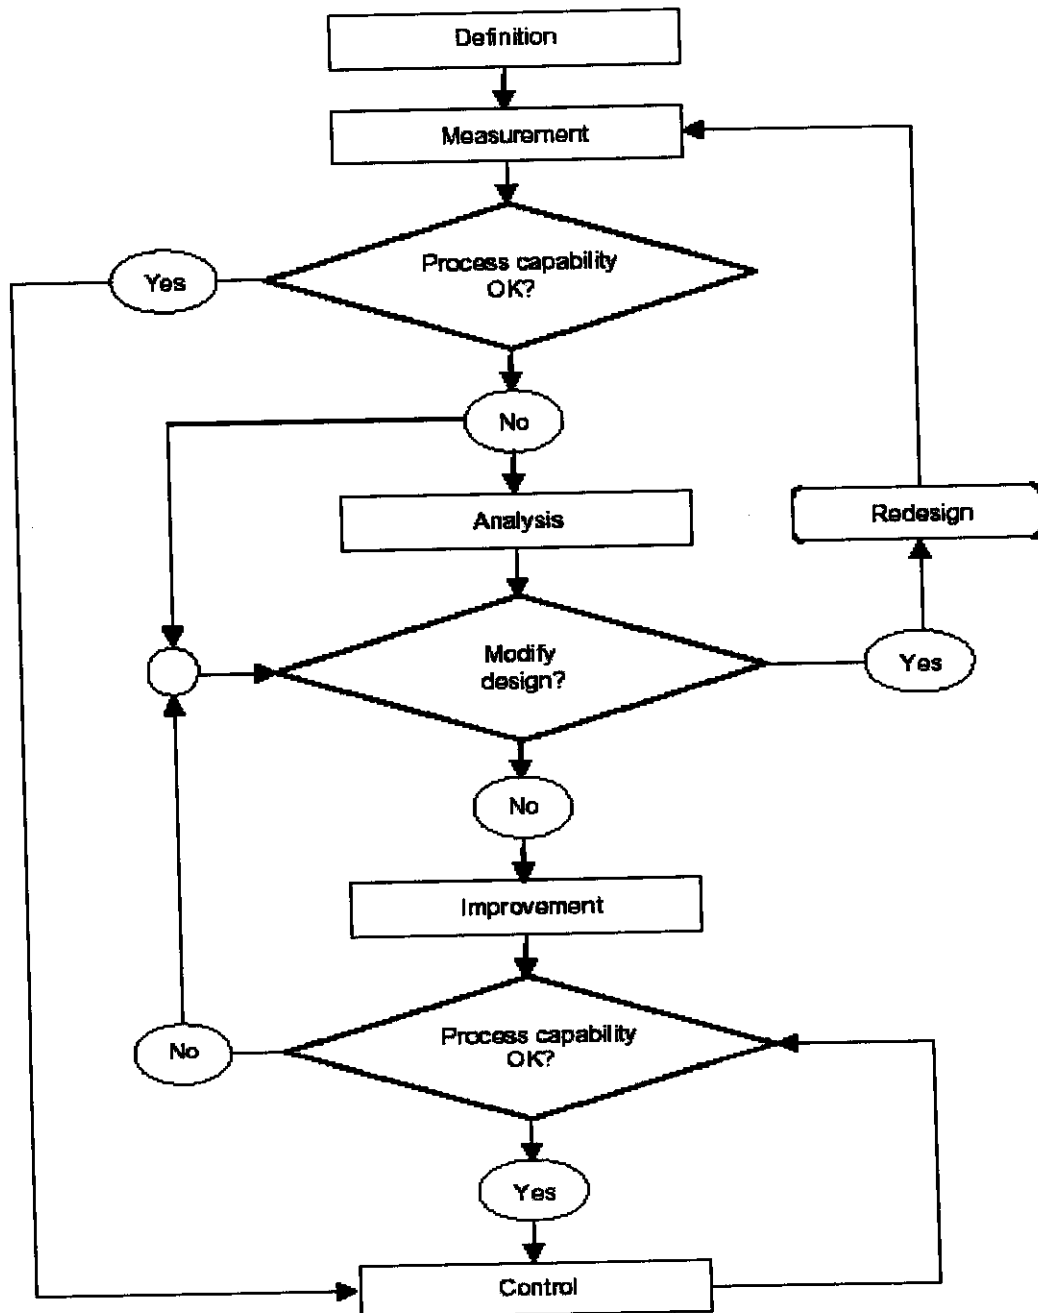 Definition
Measurement
Process capability
OK?
Yes
No
Analysis
Redesign
Modify
design?
Yes
No
Improvement
Process capability
OK?
No
Yes
Control